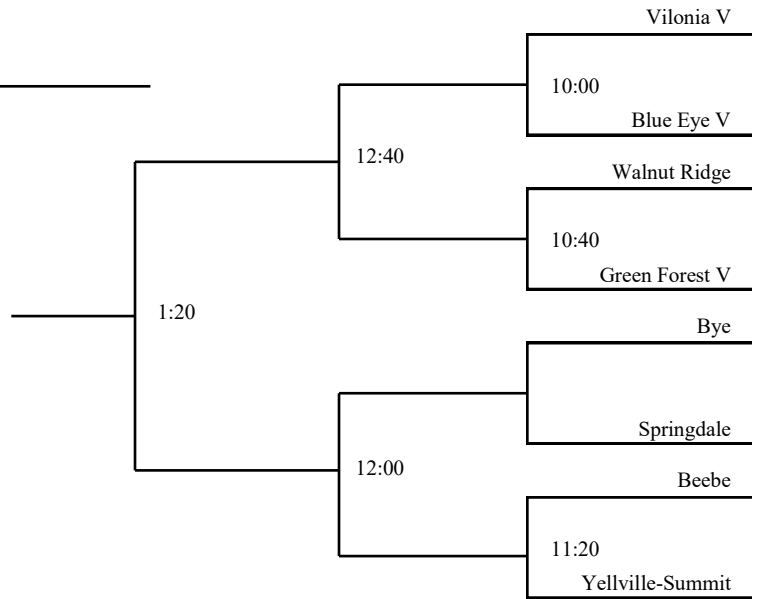 Vilonia V
10:00
Blue Eye V
12:40
Walnut Ridge
10:40
Green Forest V
1:20
Bye
Springdale
12:00
Beebe
11:20
Yellville-Summit